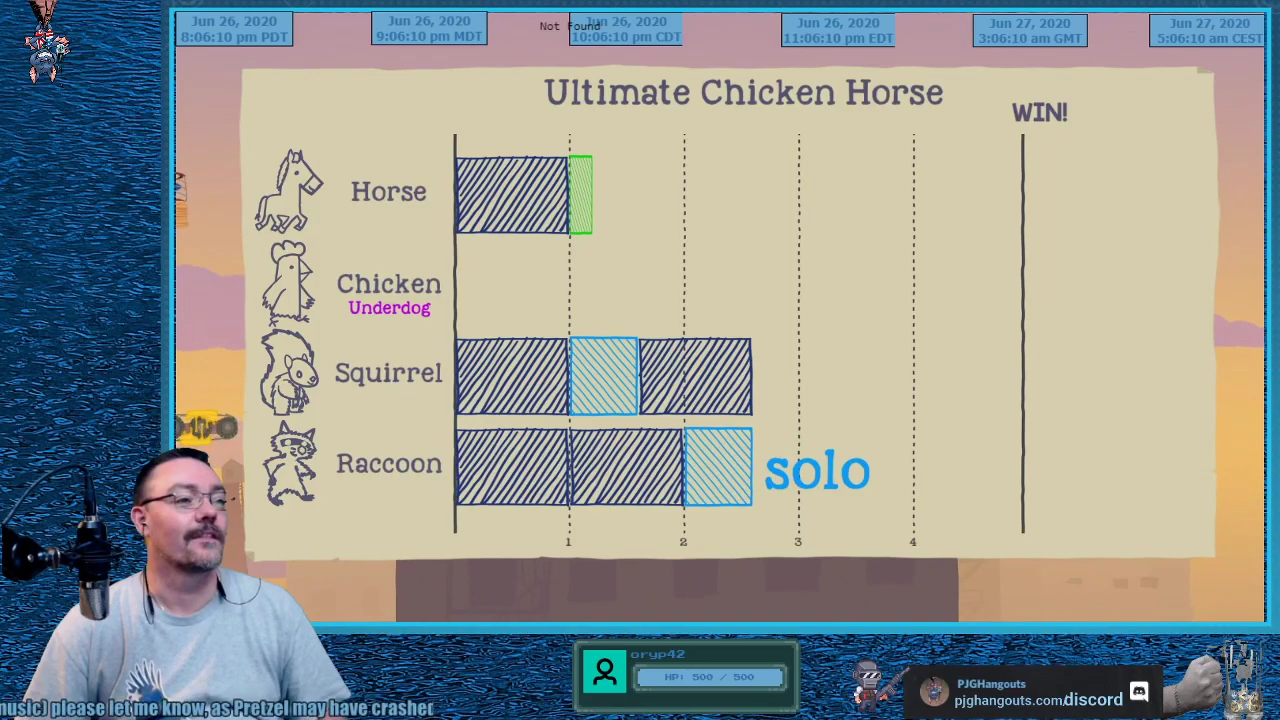 Jun 26, 2020
8:06:10 pm PDT
Jun 26, 2020
9:06:10 pm MDT
Not Found
Jun 26, 2020
10:06:10 pm CDT
Jun 26, 2020
11:06:10 pm EDT
Jun 27, 2020
3:06:10 am GMT
Jun 27, 2020
5:06:10 am CEST
Ultimate Chicken Horse
WIN!
Horse
Chicken
Underdog
Squirrel
Raccoon
solo
1
2
3
4
oryp42
HP: 500 / 500
PJGHangouts
pjghangouts.com/discord
music) please let me know, as Pretzel may have crashed